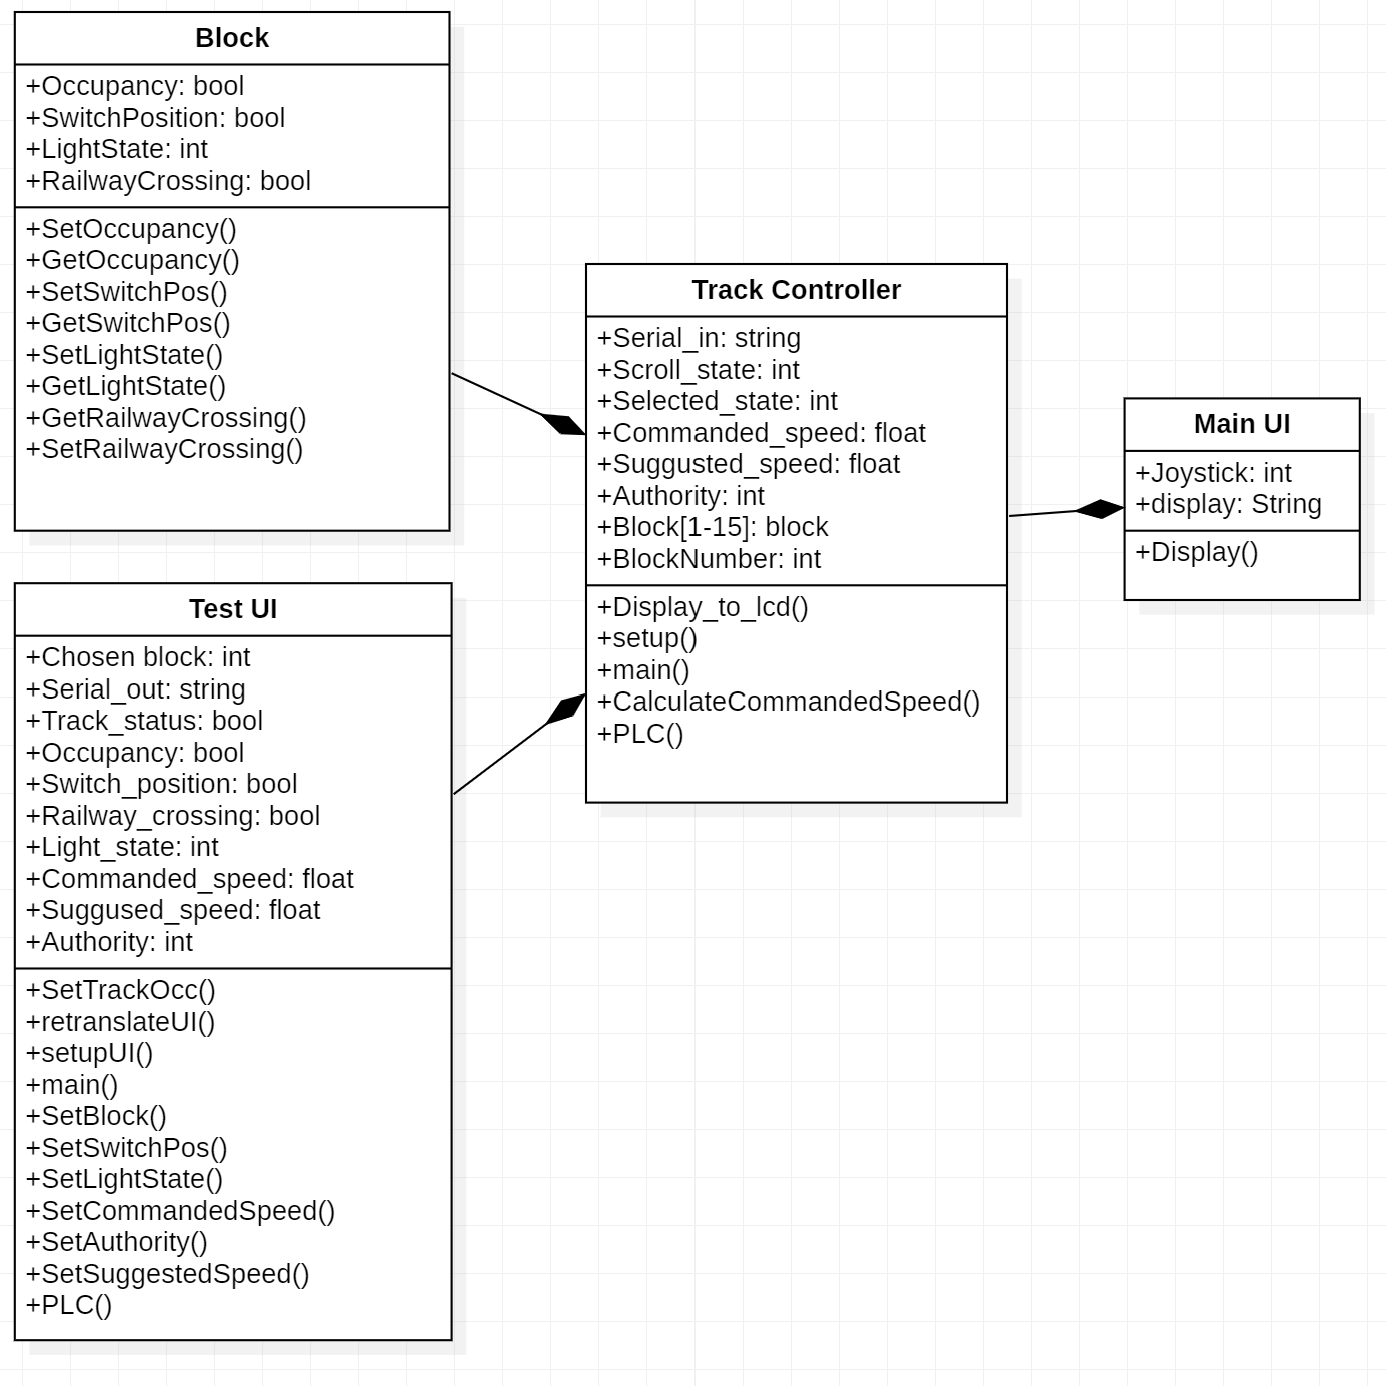 Block
+Occupancy: bool
+SwitchPosition: bool
+LightState: int
+RailwayCrossing: bool
+SetOccupancy()
+GetOccupancy()
+SetSwitchPos()
+GetSwitchPos()
+SetLightState()
+GetLightState()
+GetRailwayCrossing()
+SetRailwayCrossing()
Test UI
+Chosen block: int
+Serial_out: string
+Track_status: bool
+Occupancy: bool
+Switch_position: bool
+Railway_crossing: bool
+Light_state: int
+Commanded_speed: float
+Suggused_speed: float
+Authority: int
+SetTrackOcc()
+retranslateUI()
+setupUI()
+main()
+SetBlock()
+SetSwitchPos()
+SetLightState()
+SetCommandedSpeed()
+SetAuthority()
+SetSuggestedSpeed()
+PLC()
Track Controller
+Serial_in: string
+Scroll_state: int
+Selected_state: int
+Commanded_speed: float
+Suggusted_speed: float
+Authority: int
+Block[1-15]: block
+BlockNumber: int
+Display_to_lcd()
+setup()
+main()
+CalculateCommandedSpeed()
+PLC()
Main UI
+Joystick: int
+display: String
+Display()